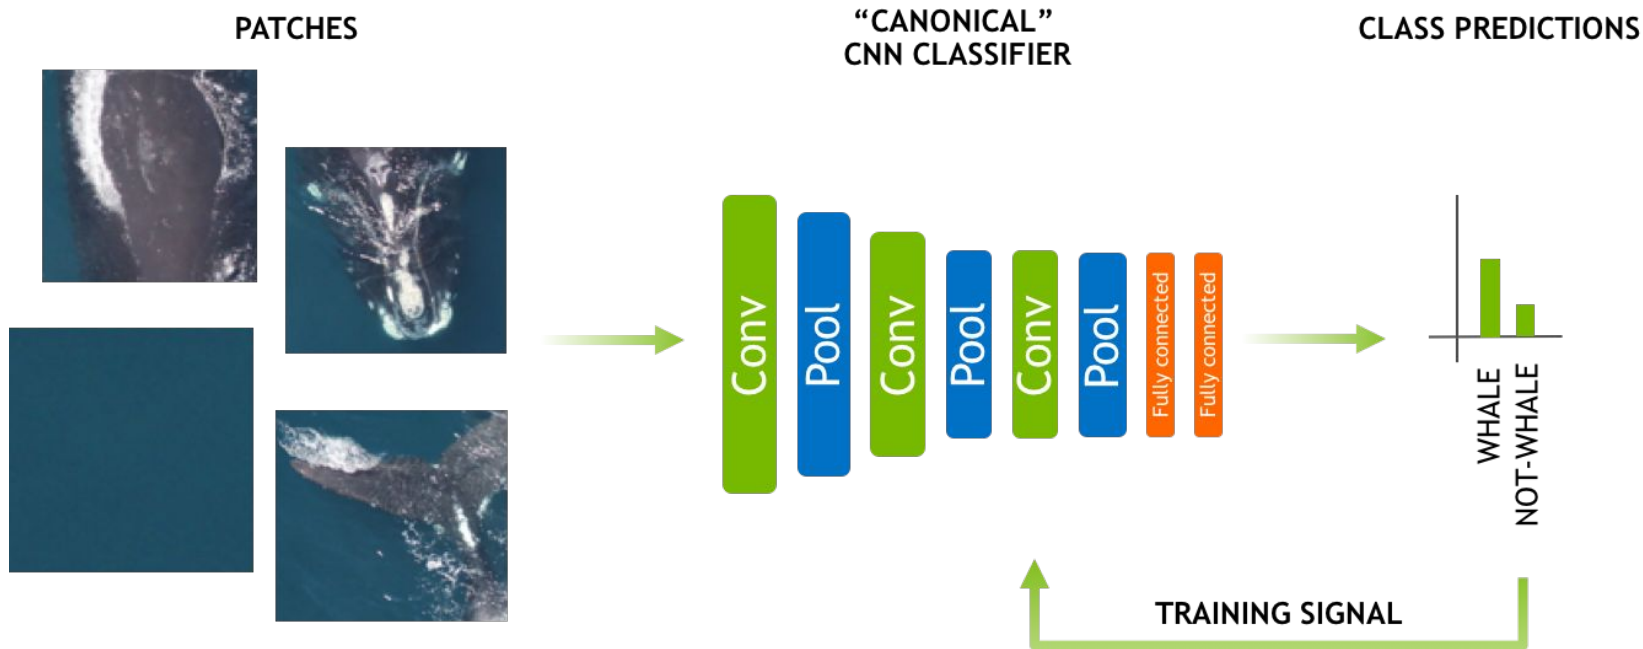 PATCHES
“CANONICAL”
CNN CLASSIFIER
CLASS PREDICTIONS
Conv
Pool
Conv
Pool
Conv
Pool
Fully connected
Fully connected
WHALE
NOT-WHALE
TRAINING SIGNAL